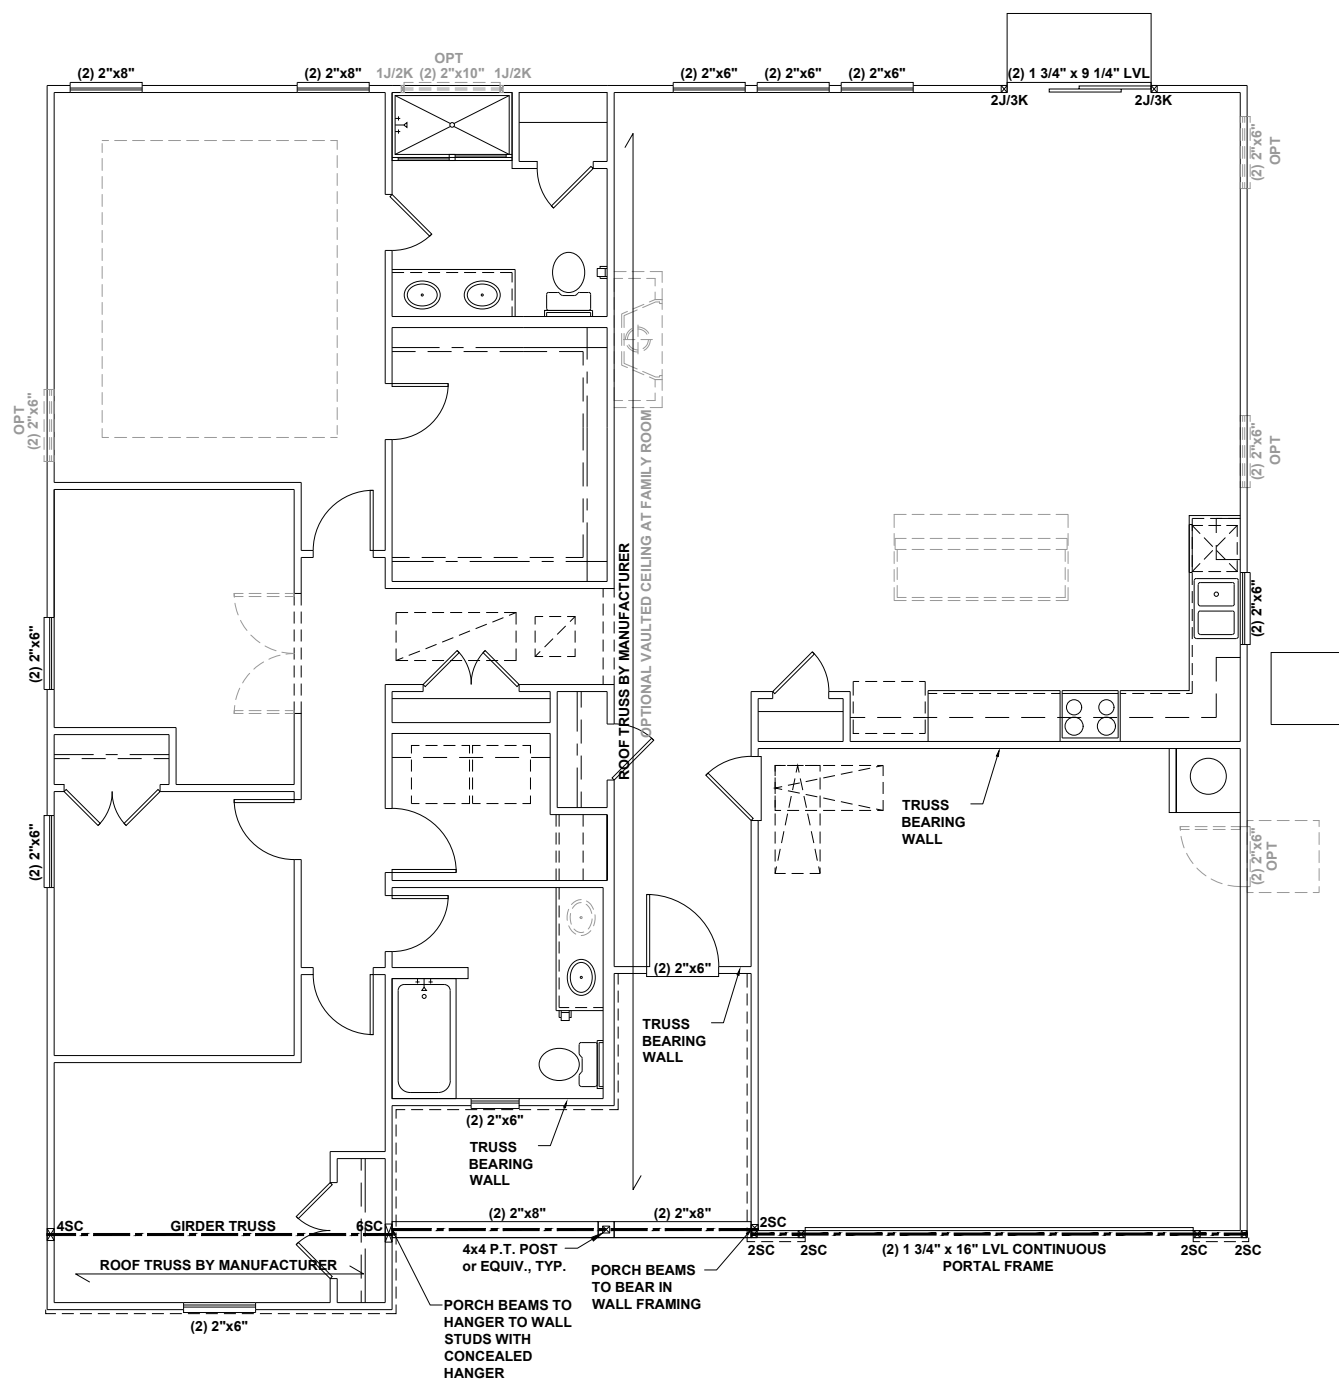 OPT
(2) 2"x8"
(2) 2"x8"
1J/2K
(2) 2"x10"
1J/2K
(2) 2"x6"
(2) 2"x6"
(2) 2"x6"
(2) 1 3/4" x 9 1/4" LVL
2J/3K
2J/3K
(2) 2"x6"
OPT
OPT
(2) 2"x6"
(2) 2"x6"
OPT
ROOF TRUSS BY MANUFACTURER
OPTIONAL VAULTED CEILING AT FAMILY ROOM
(2) 2"x6"
(2) 2"x6"
(2) 2"x6"
TRUSS
BEARING
WALL
(2) 2"x6"
OPT
(2) 2"x6"
TRUSS
BEARING
WALL
(2) 2"x6"
TRUSS
BEARING
WALL
4SC
GIRDER TRUSS
6SC
(2) 2"x8"
(2) 2"x8"
2SC
4x4 P.T. POST
or EQUIV., TYP.
2SC
2SC
(2) 1 3/4" x 16" LVL CONTINUOUS
PORTAL FRAME
2SC
2SC
ROOF TRUSS BY MANUFACTURER
PORCH BEAMS
TO BEAR IN
WALL FRAMING
(2) 2"x6"
PORCH BEAMS TO
HANGER TO WALL
STUDS WITH
CONCEALED
HANGER